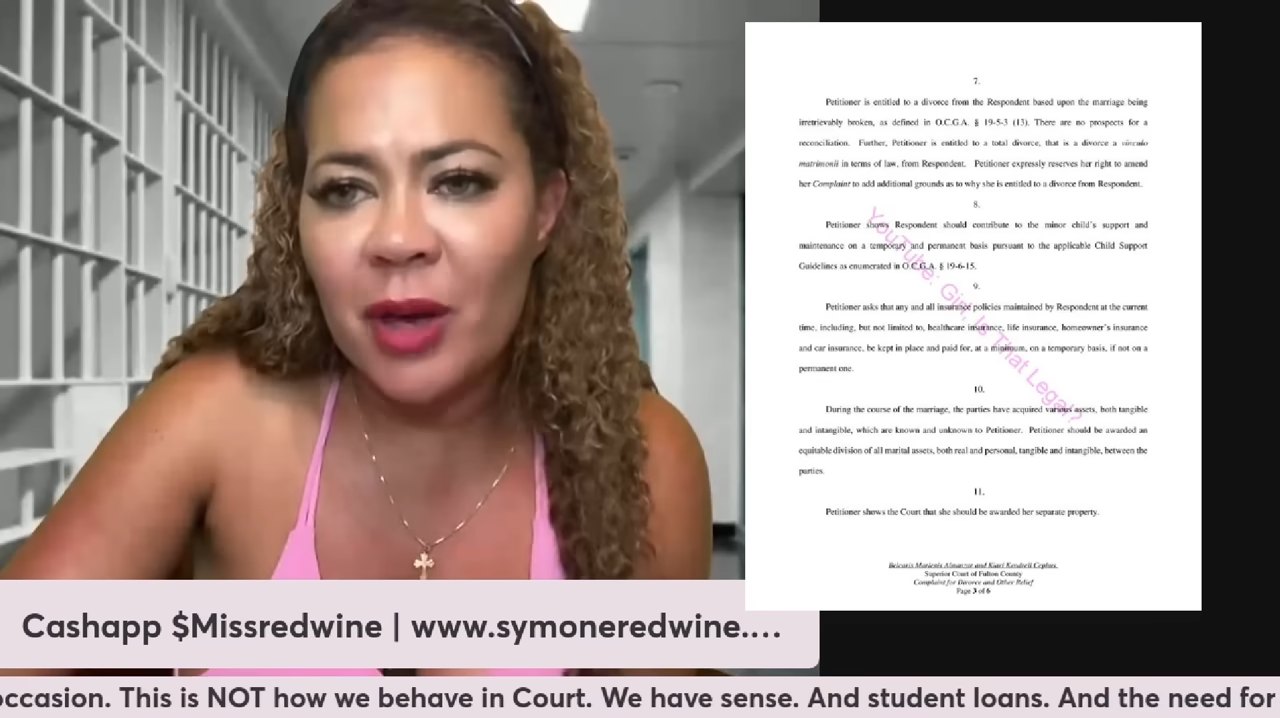 7.
Petitioner is entitled to a divorce from the Respondent based upon the marriage being
irretrievably broken, as defined in O.C.G.A. § 19-5-3 (13). There are no prospects for a
reconciliation. Further, Petitioner is entitled to a total divorce, that is a divorce a vinculo
matrimonii in terms of law, from Respondent. Petitioner expressly reserves her right to amend
her Complaint to add additional grounds as to why she is entitled to a divorce from Respondent.
8.
Petitioner shows Respondent should contribute to the minor child's support and
maintenance on a temporary and permanent basis pursuant to the applicable Child Support
Guidelines as enumerated in O.C.G.A. § 19-6-15.
9.
Petitioner asks that any and all insurance policies maintained by Respondent at the current
time, including, but not limited to, healthcare insurance, life insurance, homeowner's insurance
and car insurance, be kept in place and paid for, at a minimum, on a temporary basis, if not on a
permanent one.
10.
During the course of the marriage, the parties have acquired various assets, both tangible
and intangible, which are known and unknown to Petitioner. Petitioner should be awarded an
equitable division of all marital assets, both real and personal, tangible and intangible, between the
parties.
11.
Petitioner shows the Court that she should be awarded her separate property.
Belcalis Marlenis Almanzar and Kiari Kendrell Cephus,
Superior Court of Fulton County
Complaint for Divorce and Other Relief
Page 3 of 6
YouTube: Girl, Is That Legal?
Cashapp $Missredwine | www.symoneredwine....
occasion. This is NOT how we behave in Court. We have sense. And student loans. And the need for